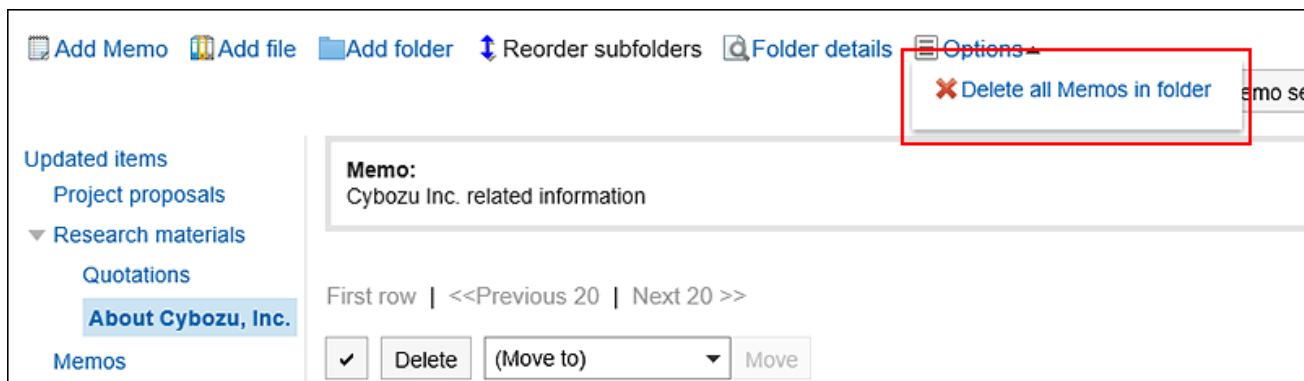 Add Memo Add file Add folder Reorder subfolders Folder details Options
Delete all Memos in folder
Updated items
Project proposals
Research materials
Quotations
About Cybozu, Inc.
Memos
Memo:
Cybozu Inc. related information
First row | <<Previous 20 | Next 20 >>
Delete (Move to) Move